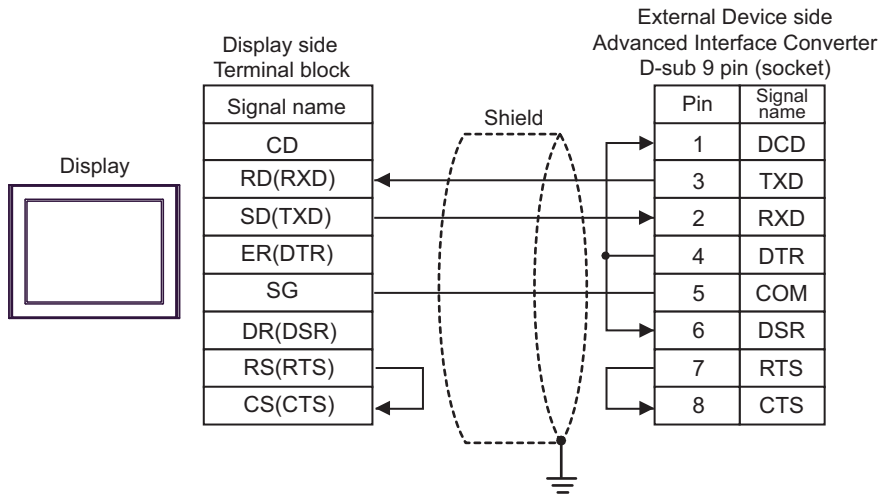 External Device side
Advanced Interface Converter
D-sub 9 pin (socket)
Display side
Terminal block
Signal name
Pin
Signal
name
Shield
CD
1 DCD
Display
RD(RXD)
3 TXD
SD(TXD)
2 RXD
ER(DTR)
4 DTR
SG
5 COM
DR(DSR)
6 DSR
RS(RTS)
7 RTS
CS(CTS)
8 CTS